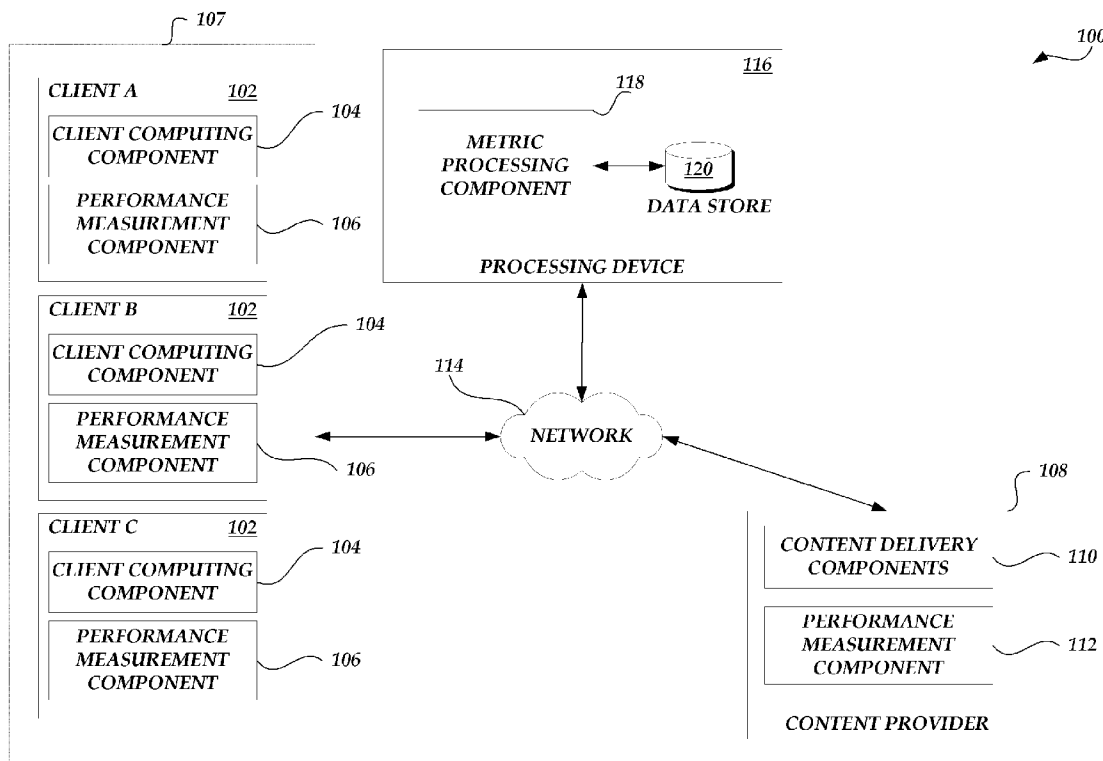 107
100
CLIENT A 102
CLIENT COMPUTING
COMPONENT
104
PERFORMANCE
MEASUREMENT
COMPONENT
106
CLIENT B 102
CLIENT COMPUTING
COMPONENT
104
PERFORMANCE
MEASUREMENT
COMPONENT
106
CLIENT C 102
CLIENT COMPUTING
COMPONENT
104
PERFORMANCE
MEASUREMENT
COMPONENT
106
116
118
METRIC
PROCESSING
COMPONENT
120
DATA STORE
PROCESSING DEVICE
114
NETWORK
108
CONTENT DELIVERY
COMPONENTS
110
PERFORMANCE
MEASUREMENT
COMPONENT
112
CONTENT PROVIDER